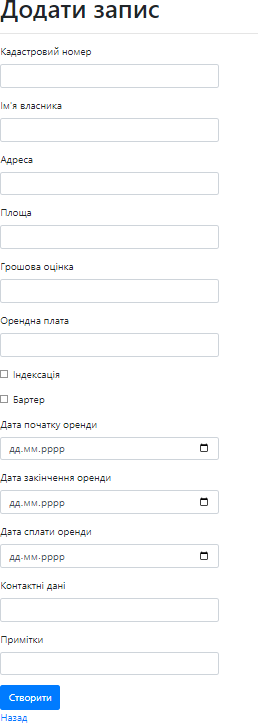 Додати запис
Кадастровий номер
Ім'я власника
Адреса
Площа
Грошова оцінка
Орендна плата
Індексація
Бартер
Дата початку оренди
дд.мм.рррр
Дата закінчення оренди
дд.мм.рррр
Дата сплати оренди
дд.мм.рррр
Контактні дані
Примітки
Створити
Назад